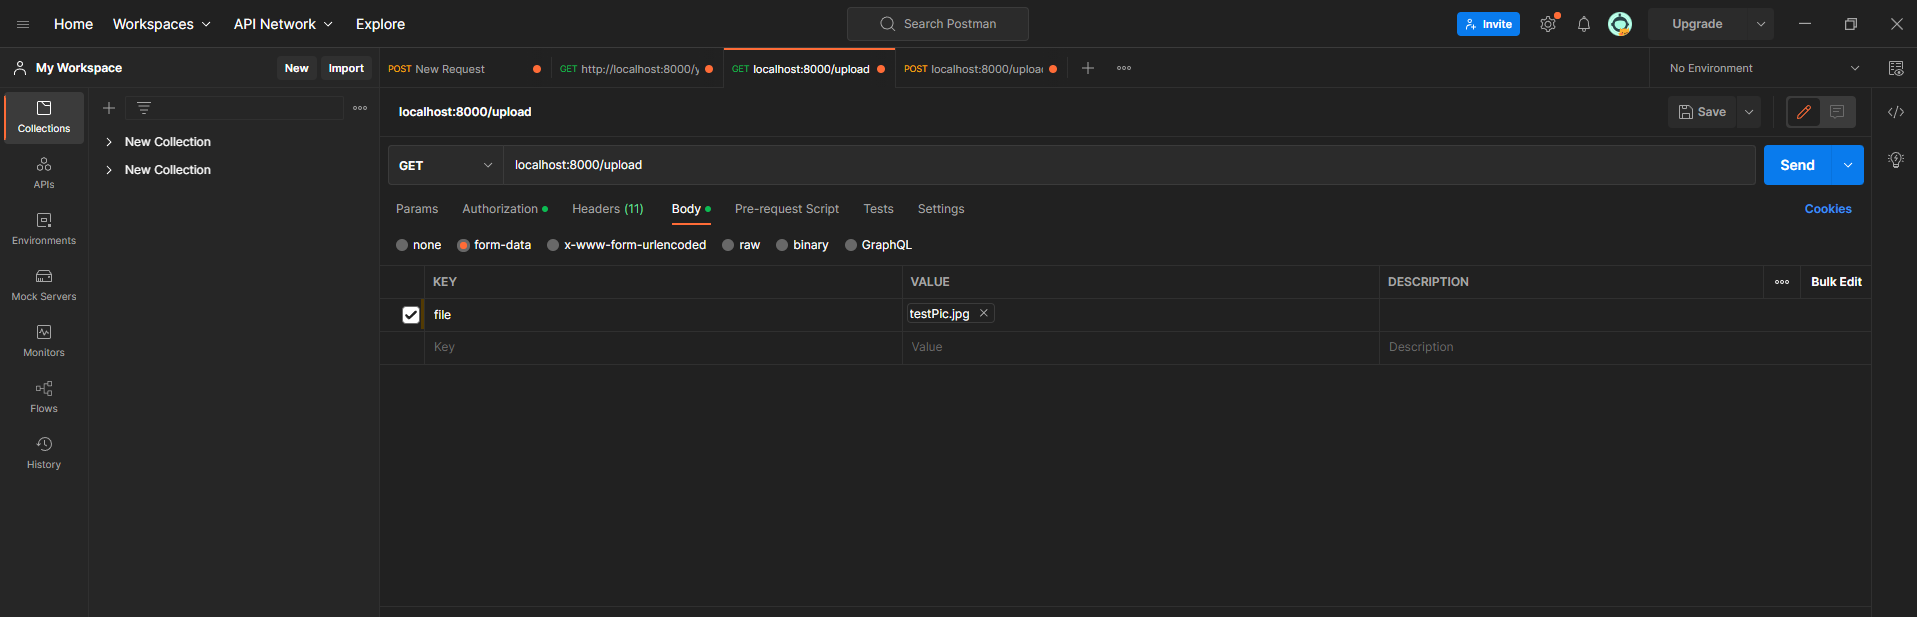 Home Workspaces API Network Explore Search Postman Invite Upgrade
My Workspace New Import POST New Request GET http://localhost:8000/y GET localhost:8000/upload POST localhost:8000/uploa No Environment
Collections
New Collection
New Collection
APIs
Environments
Mock Servers
Monitors
Flows
History
localhost:8000/upload Save
GET localhost:8000/upload Send
Params Authorization Headers (11) Body Pre-request Script Tests Settings Cookies
none form-data x-www-form-urlencoded raw binary GraphQL
KEY VALUE DESCRIPTION Bulk Edit
file testPic.jpg
Key Value Description